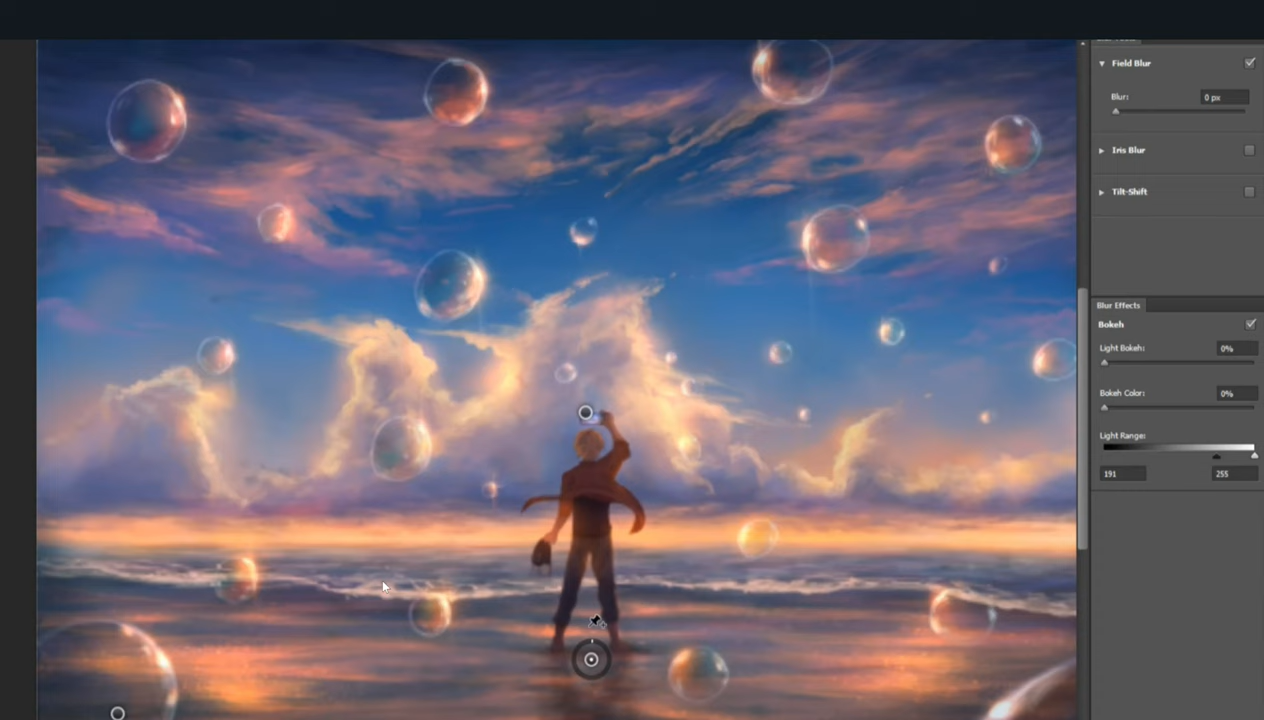 Field Blur
Blur: 0 px
Iris Blur
Tilt-Shift
Blur Effects
Bokeh
Light Bokeh: 0%
Bokeh Color: 0%
Light Range:
191 255